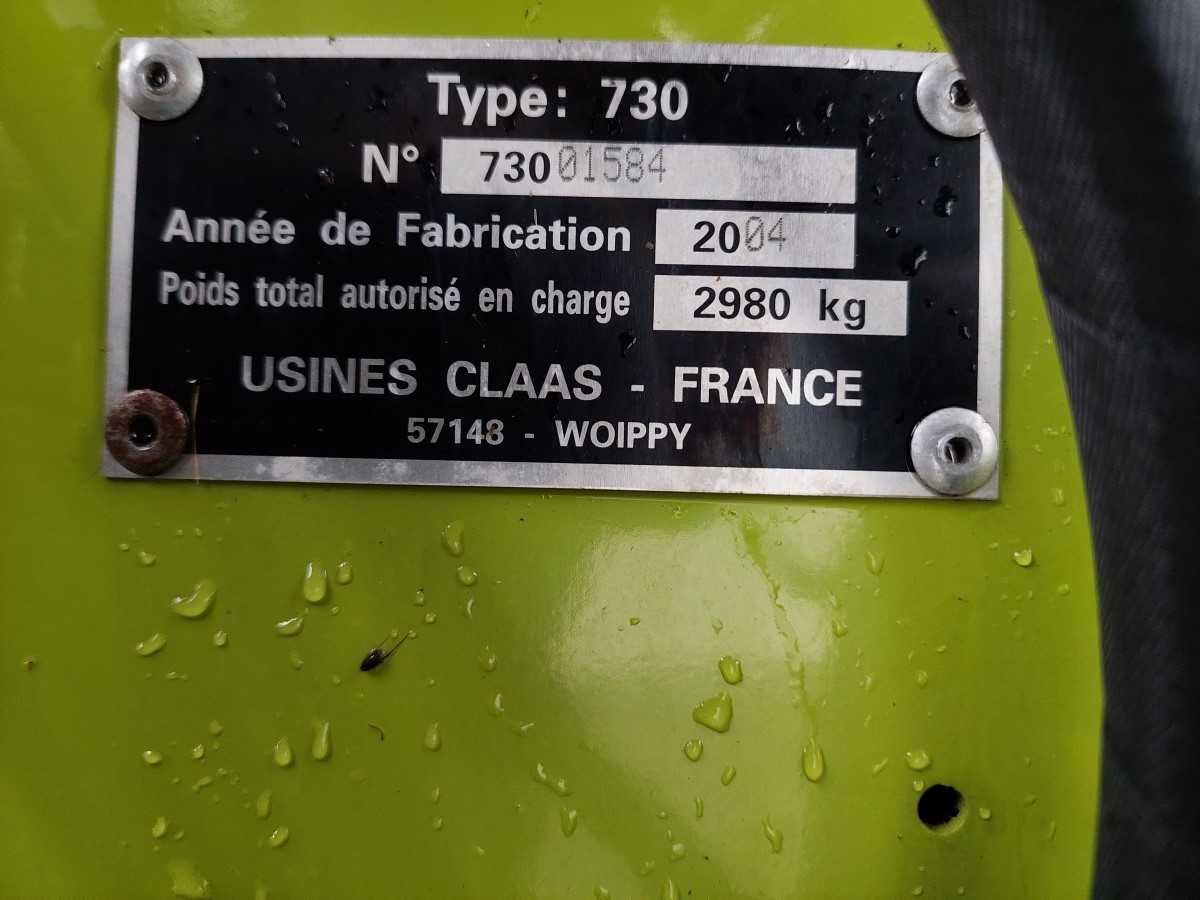 Type: 730
N° 73001584
Année de Fabrication 2004
Poids total autorisé en charge 2980 kg
USINES CLAAS - FRANCE
57148 - WOIPPY